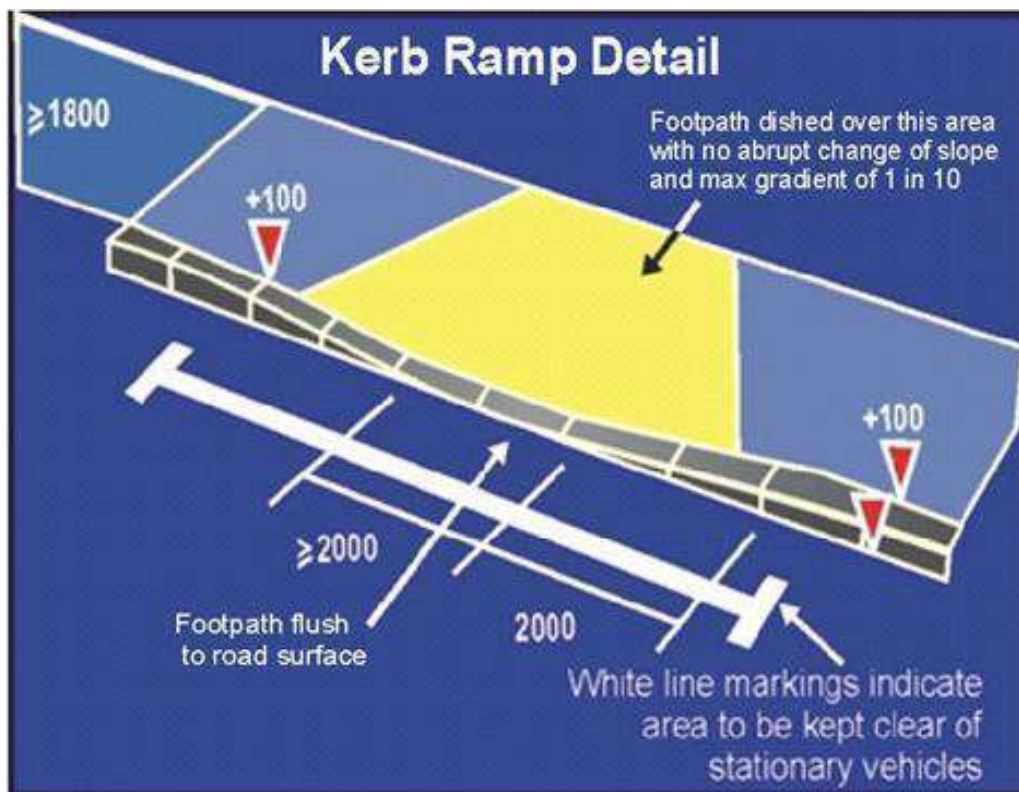 Kerb Ramp Detail
⩾1800
Footpath dished over this area
with no abrupt change of slope
and max gradient of 1 in 10
+100
+100
⩾2000
Footpath flush
to road surface
2000
White line markings indicate
area to be kept clear of
stationary vehicles